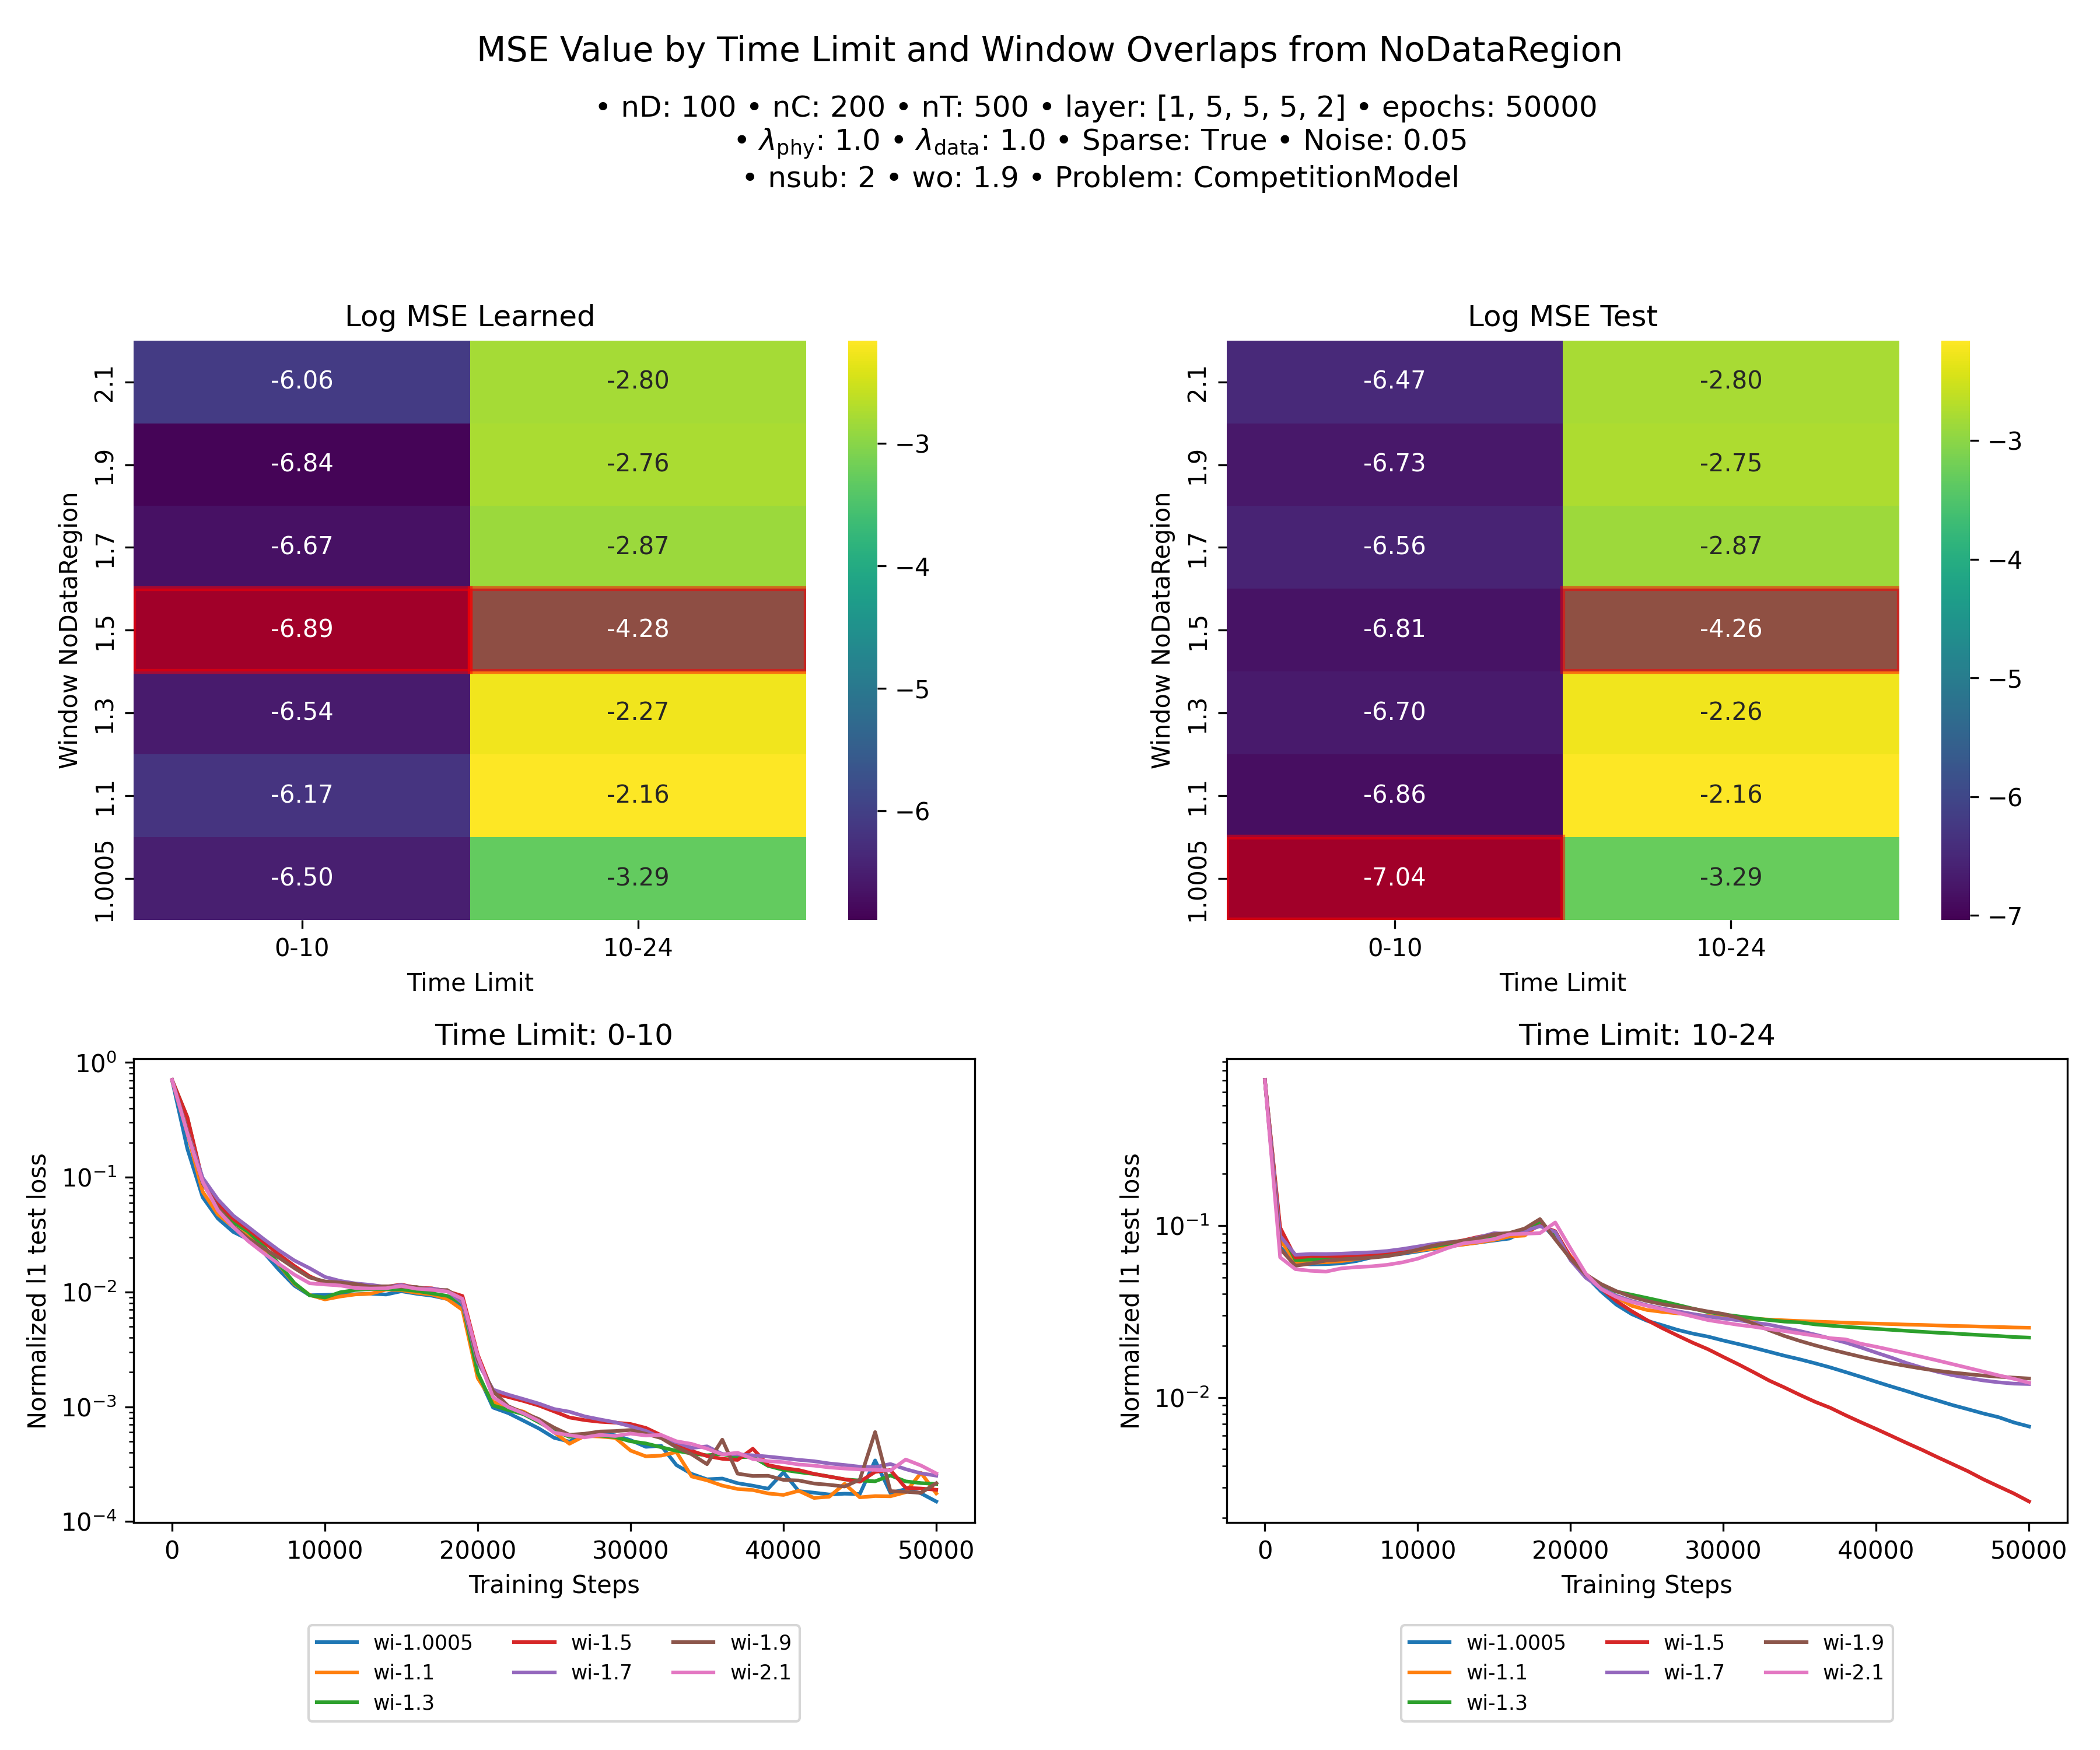 MSE Value by Time Limit and Window Overlaps from NoDataRegion
• nD: 100 • nC: 200 • nT: 500 • layer: [1, 5, 5, 5, 2] • epochs: 50000
• λphy: 1.0 • λdata: 1.0 • Sparse: True • Noise: 0.05
• nsub: 2 • wo: 1.9 • Problem: CompetitionModel
Log MSE Learned
Window NoDataRegion
2.1
1.9
1.7
1.5
1.3
1.1
1.0005
-6.06 -2.80
-6.84 -2.76
-6.67 -2.87
-6.89 -4.28
-6.54 -2.27
-6.17 -2.16
-6.50 -3.29
0-10 10-24
Time Limit
−3
−4
−5
−6
Log MSE Test
Window NoDataRegion
2.1
1.9
1.7
1.5
1.3
1.1
1.0005
-6.47 -2.80
-6.73 -2.75
-6.56 -2.87
-6.81 -4.26
-6.70 -2.26
-6.86 -2.16
-7.04 -3.29
0-10 10-24
Time Limit
−3
−4
−5
−6
−7
Time Limit: 0-10
Normalized l1 test loss
10⁰
10⁻¹
10⁻²
10⁻³
10⁻⁴
0 10000 20000 30000 40000 50000
Training Steps
wi-1.0005 wi-1.5 wi-1.9
wi-1.1 wi-1.7 wi-2.1
wi-1.3
Time Limit: 10-24
Normalized l1 test loss
10⁻¹
10⁻²
0 10000 20000 30000 40000 50000
Training Steps
wi-1.0005 wi-1.5 wi-1.9
wi-1.1 wi-1.7 wi-2.1
wi-1.3